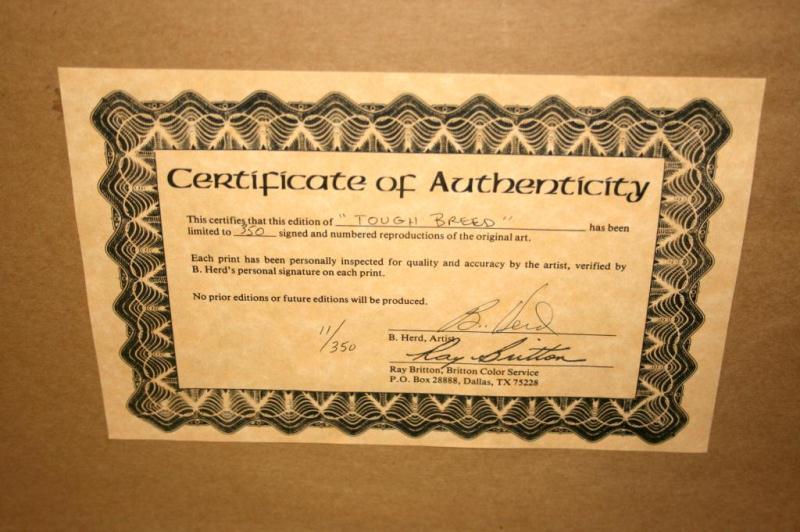 Certificate of Authenticity
This certifies that this edition of "TOUGH BREED" has been
limited to 350 signed and numbered reproductions of the original art.
Each print has been personally inspected for quality and accuracy by the artist, verified by
B. Herd's personal signature on each print.
No prior editions or future editions will be produced.
B. Herd
11/350
B. Herd, Artist
Ray Britton
Ray Britton, Britton Color Service
P.O. Box 28888, Dallas, TX 75228